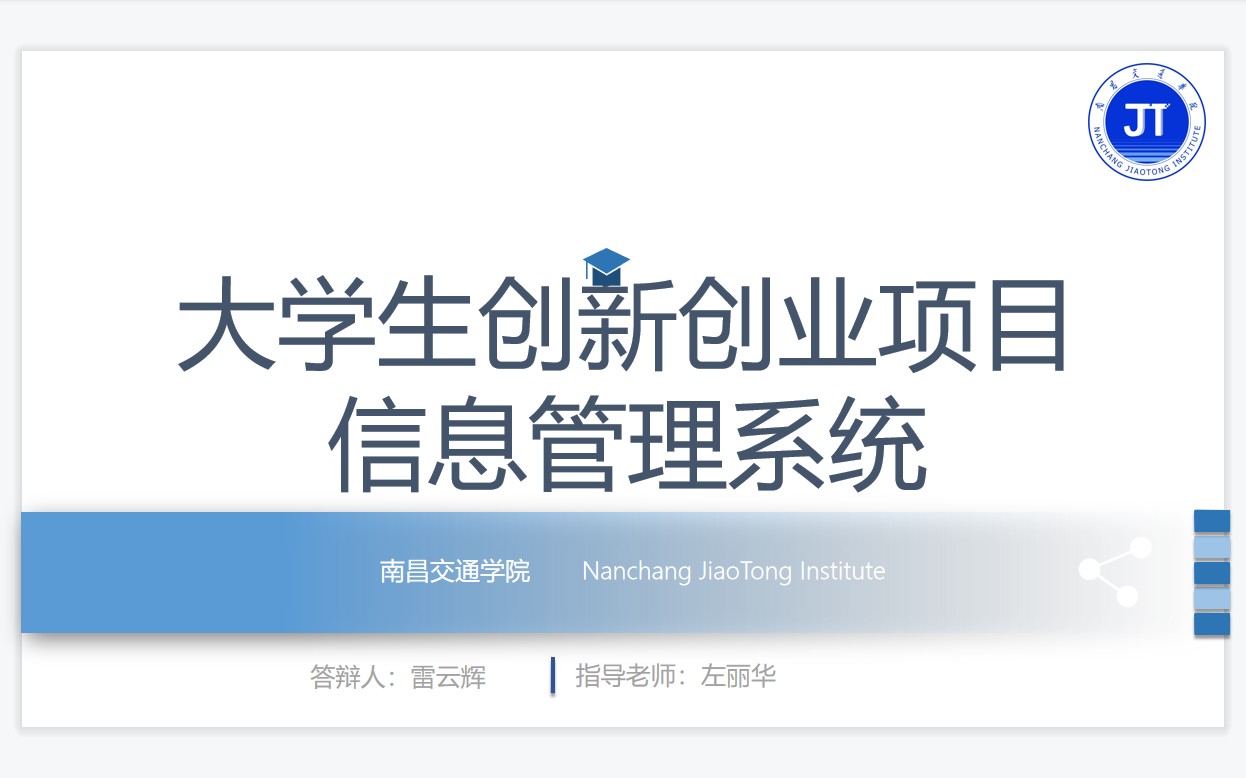 南昌交通学院
JT
NANCHANG JIAOTONG INSTITUTE
大学生创新创业项目
信息管理系统
南昌交通学院 Nanchang JiaoTong Institute
答辩人：雷云辉 指导老师：左丽华